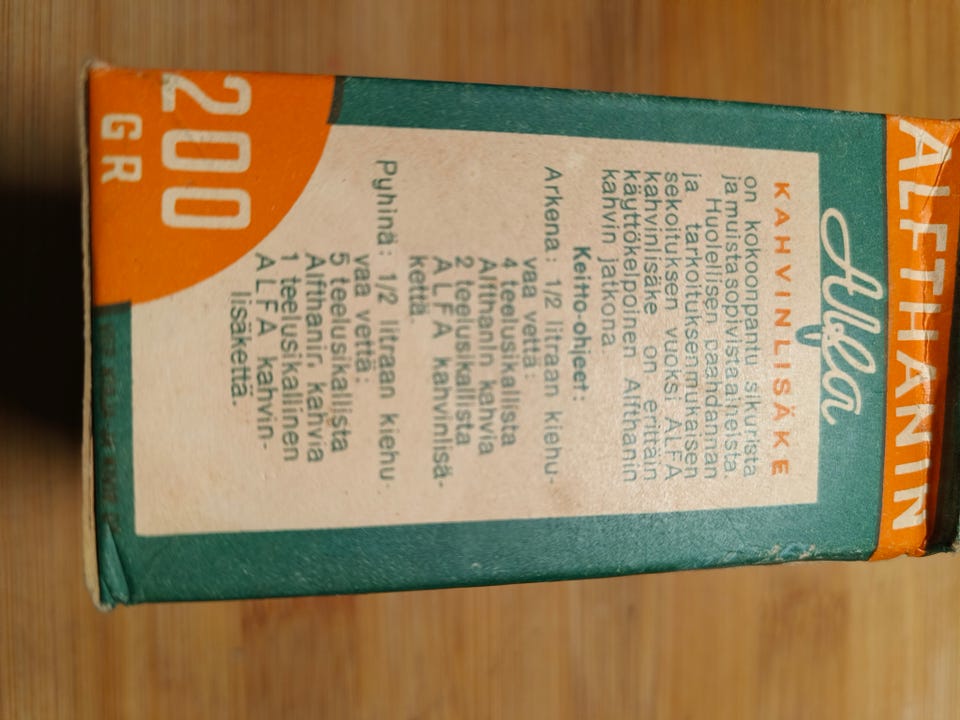 ALFTHANIN
Alfa
KAHVINLISÄKE
on kokoonpantu sikurista
ja muista sopivista aineista.
Huolellisen paahdannan
ja tarkoituksenmukaisen
sekoituksen vuoksi ALFA
kahvinlisäke on erittäin
käyttökelpoinen Alfthanin
kahvin jatkona
Keitto-ohjeet:
Arkena: 1/2 litraan kiehu-
vaa vettä:
4 teelusikallista
Alfthanin kahvia
2 teelusikallista
ALFA kahvinlisä-
kettä.
Pyhinä: 1/2 litraan kiehu-
vaa vettä:
5 teelusikallista
Alfthanin kahvia
1 teelusikallinen
ALFA kahvin-
lisäkettä.
200
GR